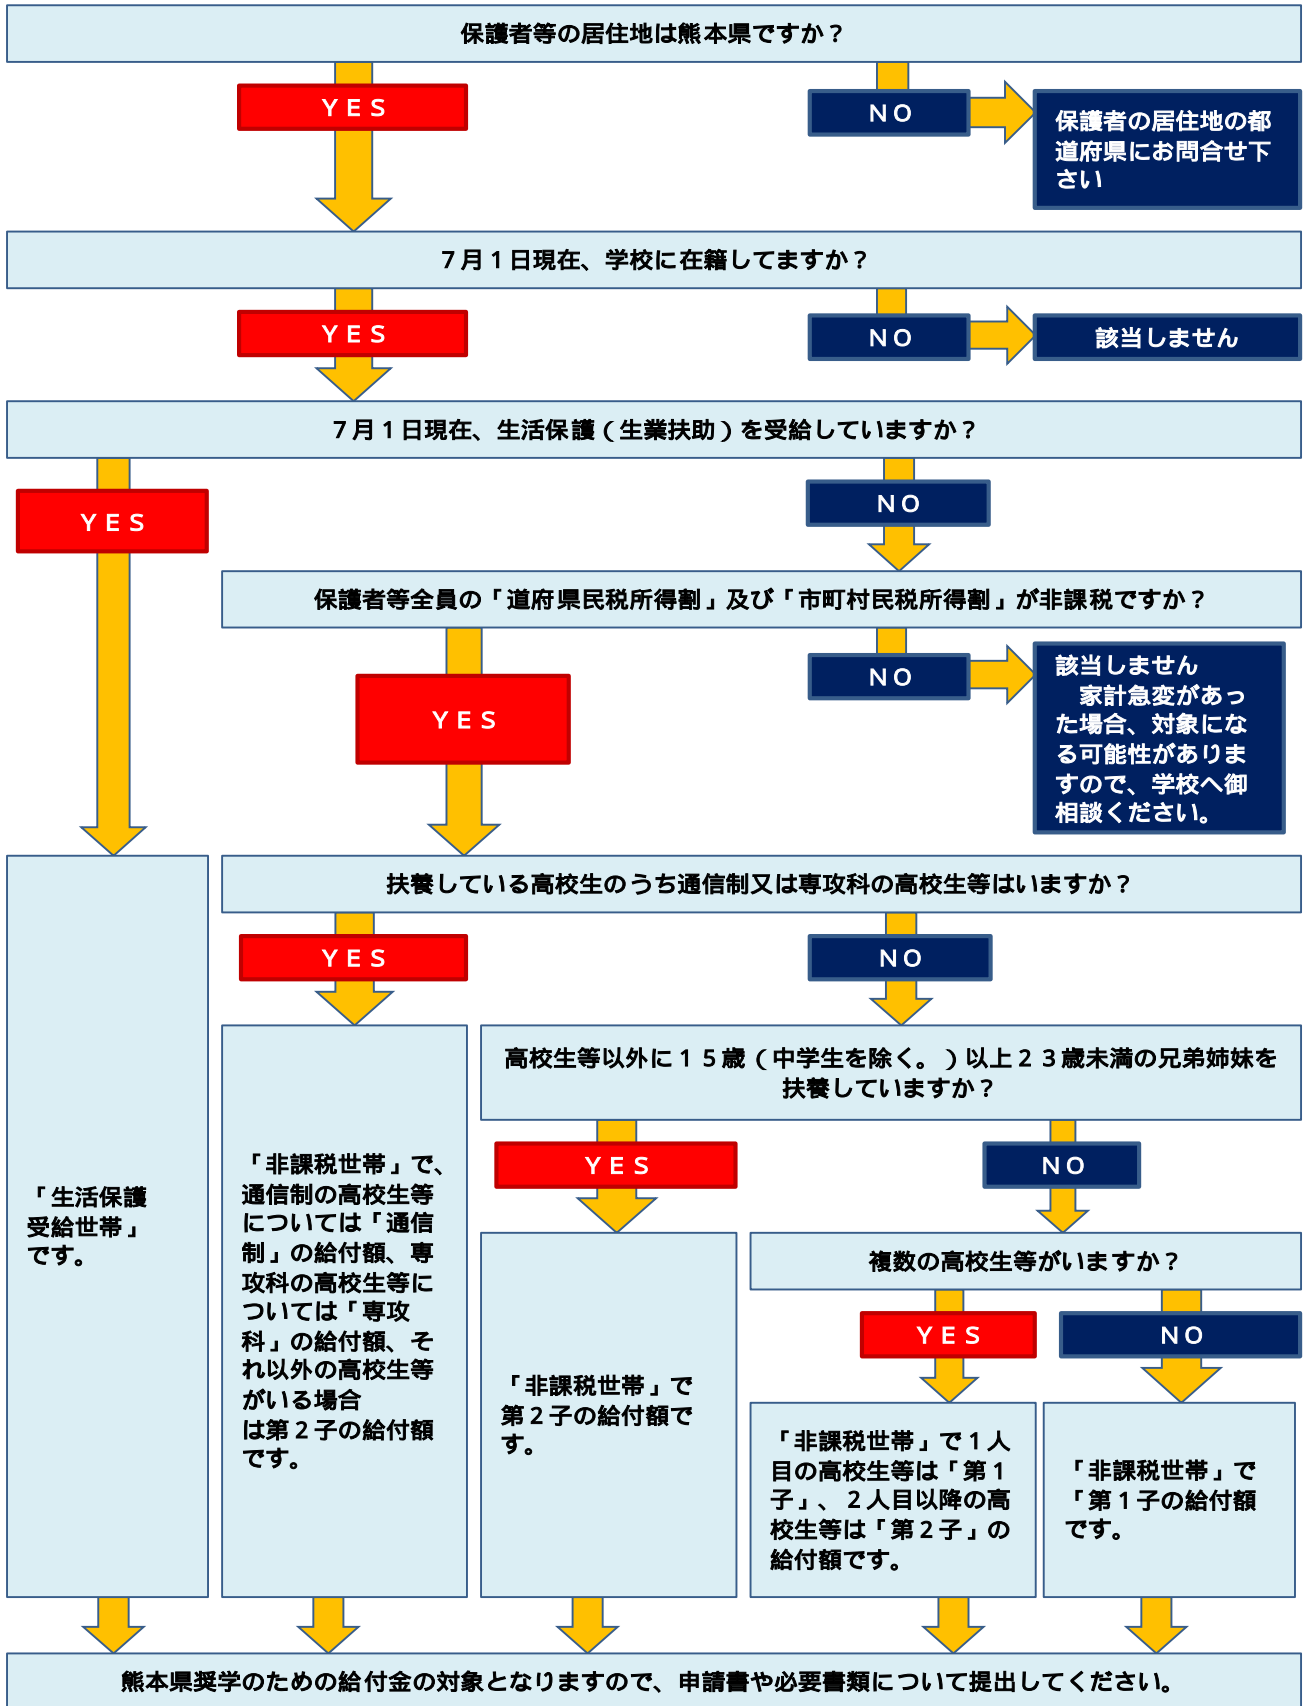 保護者等の居住地は熊本県ですか？
ＹＥＳ
ＮＯ
保護者の居住地の都
道府県にお問合せ下
さい
７月１日現在、学校に在籍してますか？
ＹＥＳ
ＮＯ
該当しません
７月１日現在、生活保護（生業扶助）を受給していますか？
ＹＥＳ
ＮＯ
保護者等全員の「道府県民税所得割」及び「市町村民税所得割」が非課税ですか？
ＹＥＳ
ＮＯ
該当しません
　家計急変があっ
た場合、対象にな
る可能性がありま
すので、学校へ御
相談ください。
扶養している高校生のうち通信制又は専攻科の高校生等はいますか？
ＹＥＳ
ＮＯ
高校生等以外に１５歳（中学生を除く。）以上２３歳未満の兄弟姉妹を
扶養していますか？
ＹＥＳ
ＮＯ
「生活保護
受給世帯」
です。
「非課税世帯」で、
通信制の高校生等
については「通信
制」の給付額、専
攻科の高校生等に
ついては「専攻
科」の給付額、そ
れ以外の高校生等
がいる場合
は第２子の給付額
です。
「非課税世帯」で
第２子の給付額で
す。
複数の高校生等がいますか？
ＹＥＳ
ＮＯ
「非課税世帯」で１人
目の高校生等は「第１
子」、２人目以降の高
校生等は「第２子」の
給付額です。
「非課税世帯」で
「第１子の給付額
です。
熊本県奨学のための給付金の対象となりますので、申請書や必要書類について提出してください。